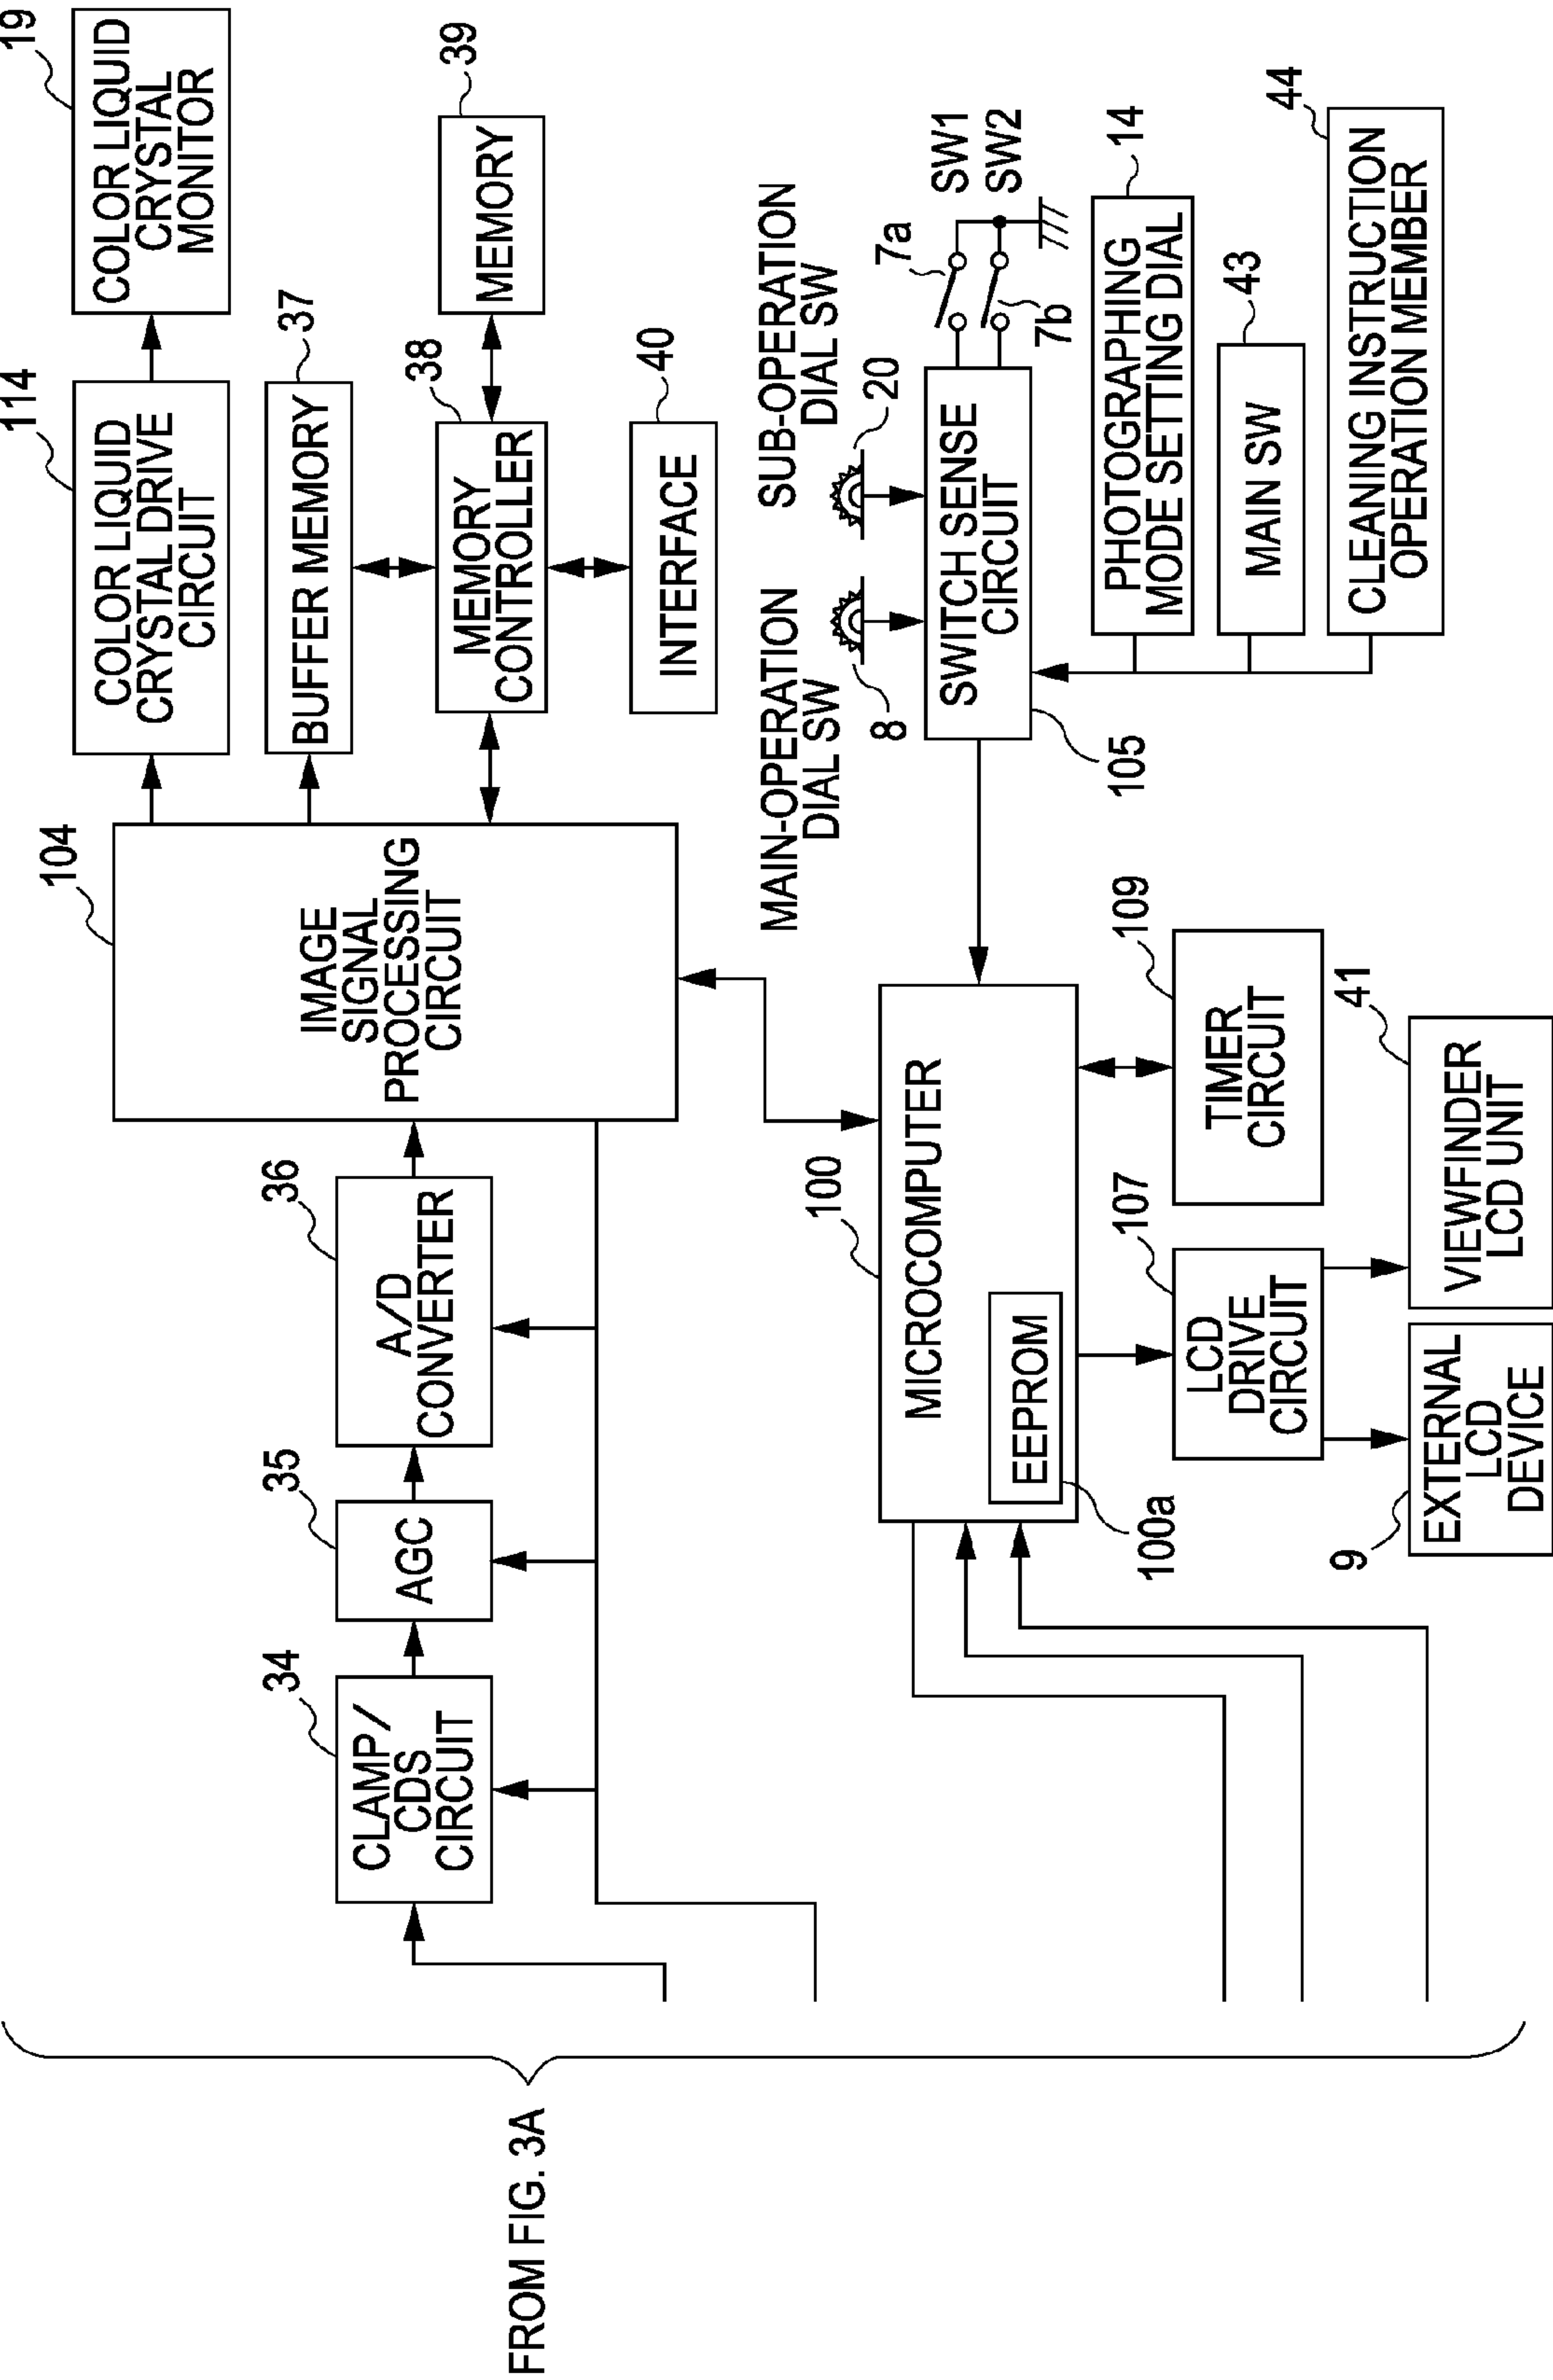 FROM FIG. 3A
34
CLAMP/
CDS
CIRCUIT
35
AGC
36
A/D
CONVERTER
104
IMAGE
SIGNAL
PROCESSING
CIRCUIT
114
COLOR LIQUID
CRYSTAL DRIVE
CIRCUIT
19
COLOR LIQUID
CRYSTAL
MONITOR
37
BUFFER MEMORY
38
MEMORY
CONTROLLER
39
MEMORY
40
INTERFACE
MAIN-OPERATION
DIAL SW
8
SUB-OPERATION
DIAL SW
20
7a
SW1
SW2
7b
SWITCH SENSE
CIRCUIT
105
14
PHOTOGRAPHING
MODE SETTING DIAL
43
MAIN SW
44
CLEANING INSTRUCTION
OPERATION MEMBER
100
MICROCOMPUTER
EEPROM
100a
107
LCD
DRIVE
CIRCUIT
109
TIMER
CIRCUIT
9
EXTERNAL
LCD
DEVICE
41
VIEWFINDER
LCD UNIT